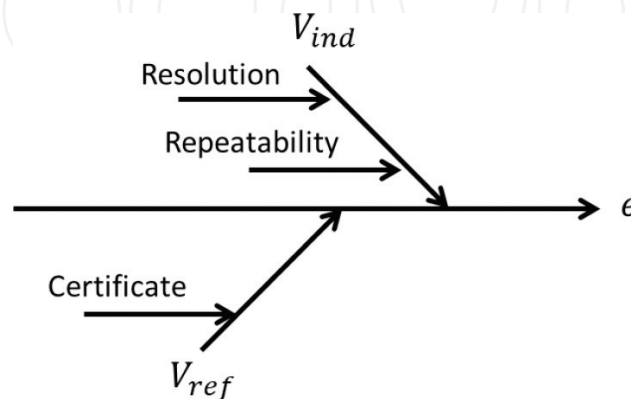 V_ind
Resolution
Repeatability
e
Certificate
V_ref